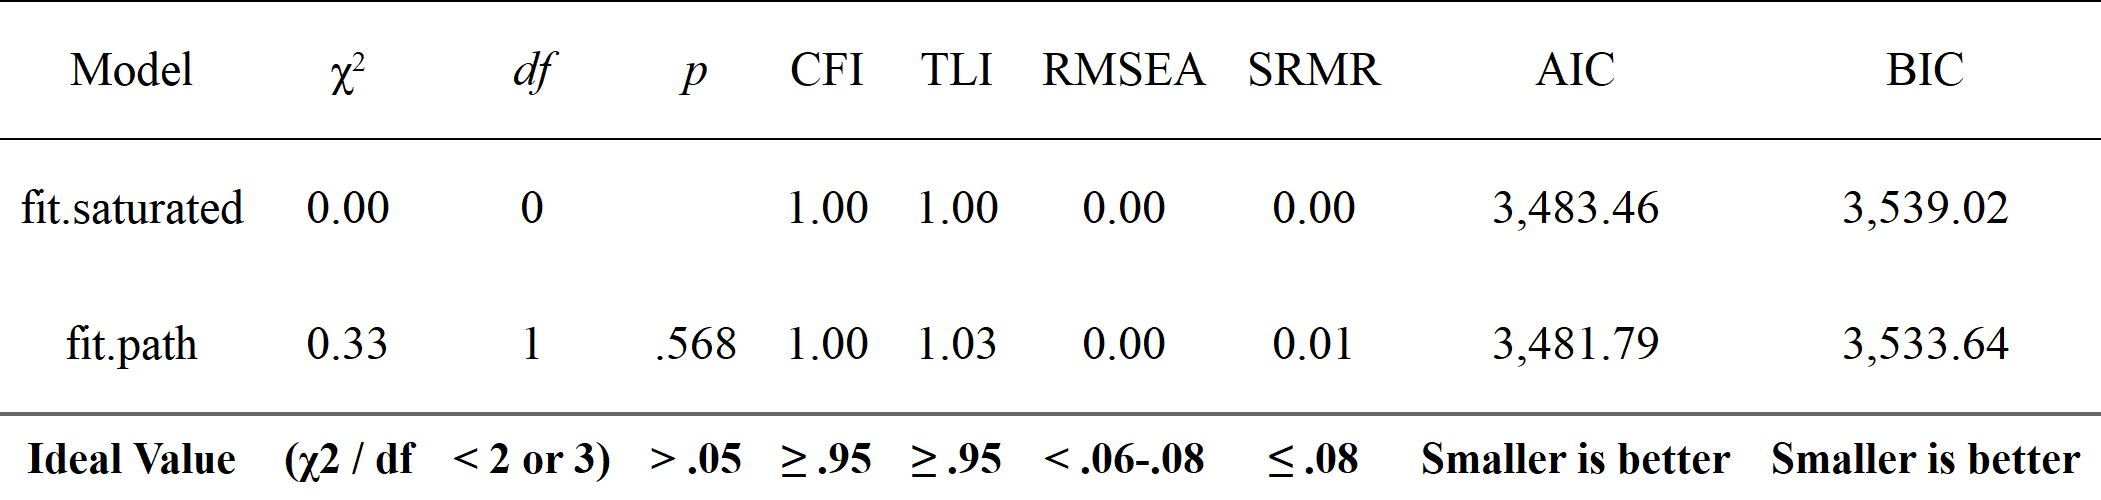 Model χ² df p CFI TLI RMSEA SRMR AIC BIC
fit.saturated 0.00 0 1.00 1.00 0.00 0.00 3,483.46 3,539.02
fit.path 0.33 1 .568 1.00 1.03 0.00 0.01 3,481.79 3,533.64
Ideal Value (χ2 / df < 2 or 3) > .05 ≥ .95 ≥ .95 < .06-.08 ≤ .08 Smaller is better Smaller is better